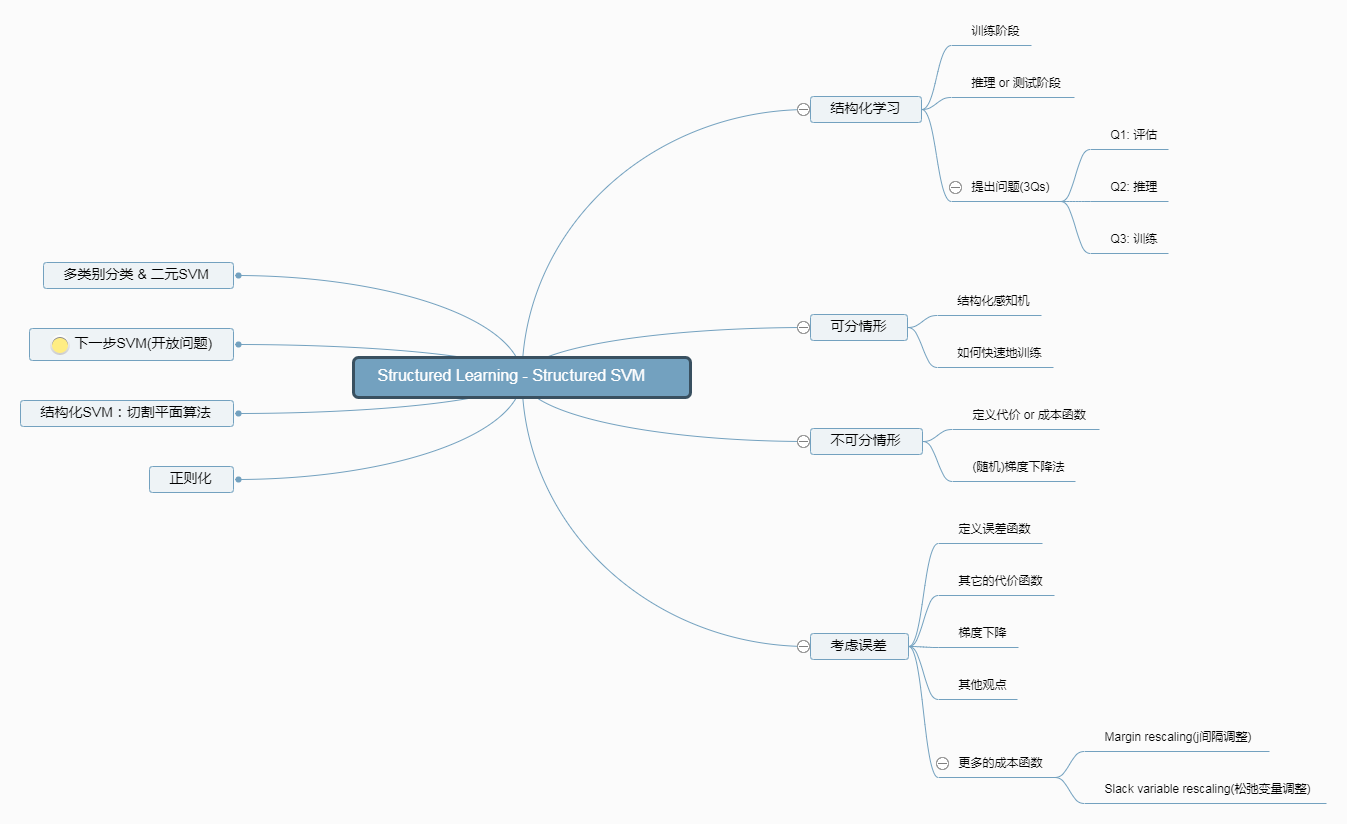 Structured Learning - Structured SVM
结构化学习
训练阶段
推理 or 测试阶段
提出问题(3Qs)
Q1: 评估
Q2: 推理
Q3: 训练
可分情形
结构化感知机
如何快速地训练
不可分情形
定义代价 or 成本函数
(随机)梯度下降法
考虑误差
定义误差函数
其它的代价函数
梯度下降
其他观点
更多的成本函数
Margin rescaling(j间隔调整)
Slack variable rescaling(松弛变量调整)
多类别分类 & 二元SVM
下一步SVM(开放问题)
结构化SVM：切割平面算法
正则化